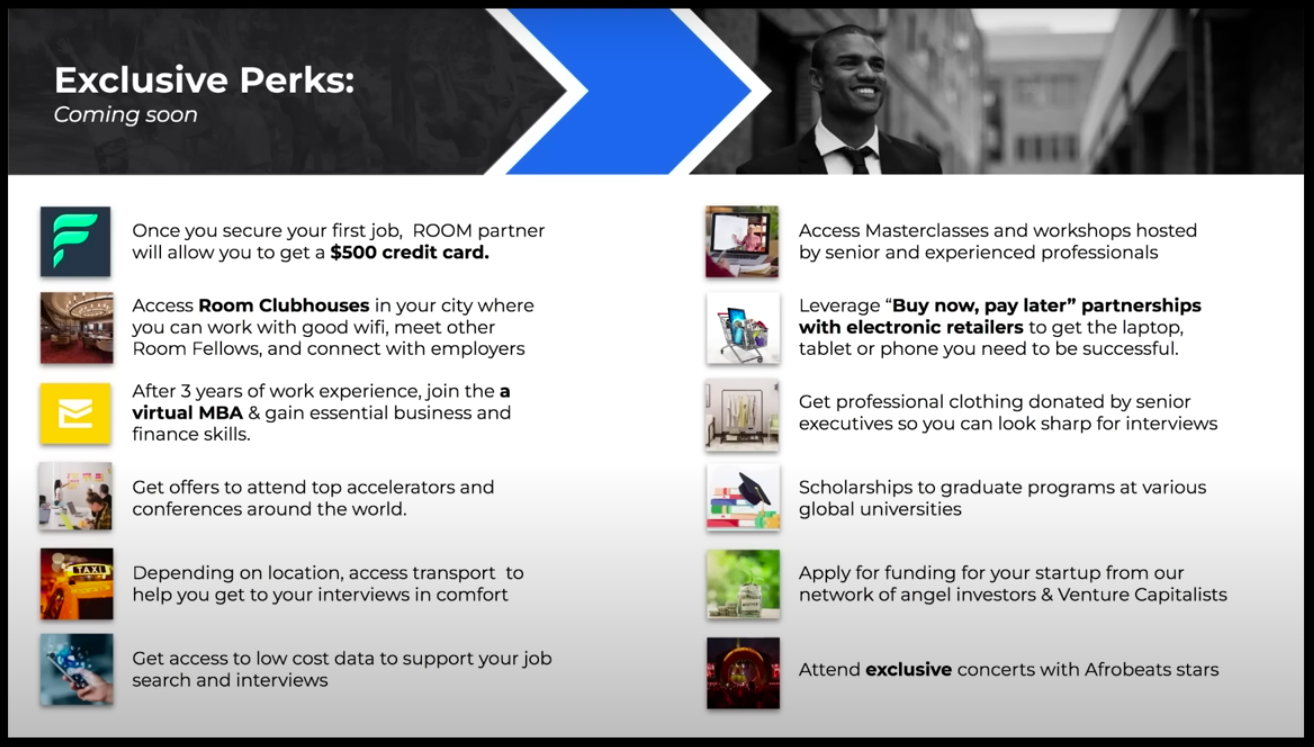 Exclusive Perks:
Coming soon
Once you secure your first job, ROOM partner
will allow you to get a $500 credit card.
Access Room Clubhouses in your city where
you can work with good wifi, meet other
Room Fellows, and connect with employers
After 3 years of work experience, join the a
virtual MBA & gain essential business and
finance skills.
Get offers to attend top accelerators and
conferences around the world.
Depending on location, access transport to
help you get to your interviews in comfort
TAXI
Get access to low cost data to support your job
search and interviews
Access Masterclasses and workshops hosted
by senior and experienced professionals
Leverage “Buy now, pay later” partnerships
with electronic retailers to get the laptop,
tablet or phone you need to be successful.
Get professional clothing donated by senior
executives so you can look sharp for interviews
Scholarships to graduate programs at various
global universities
Apply for funding for your startup from our
network of angel investors & Venture Capitalists
Attend exclusive concerts with Afrobeats stars